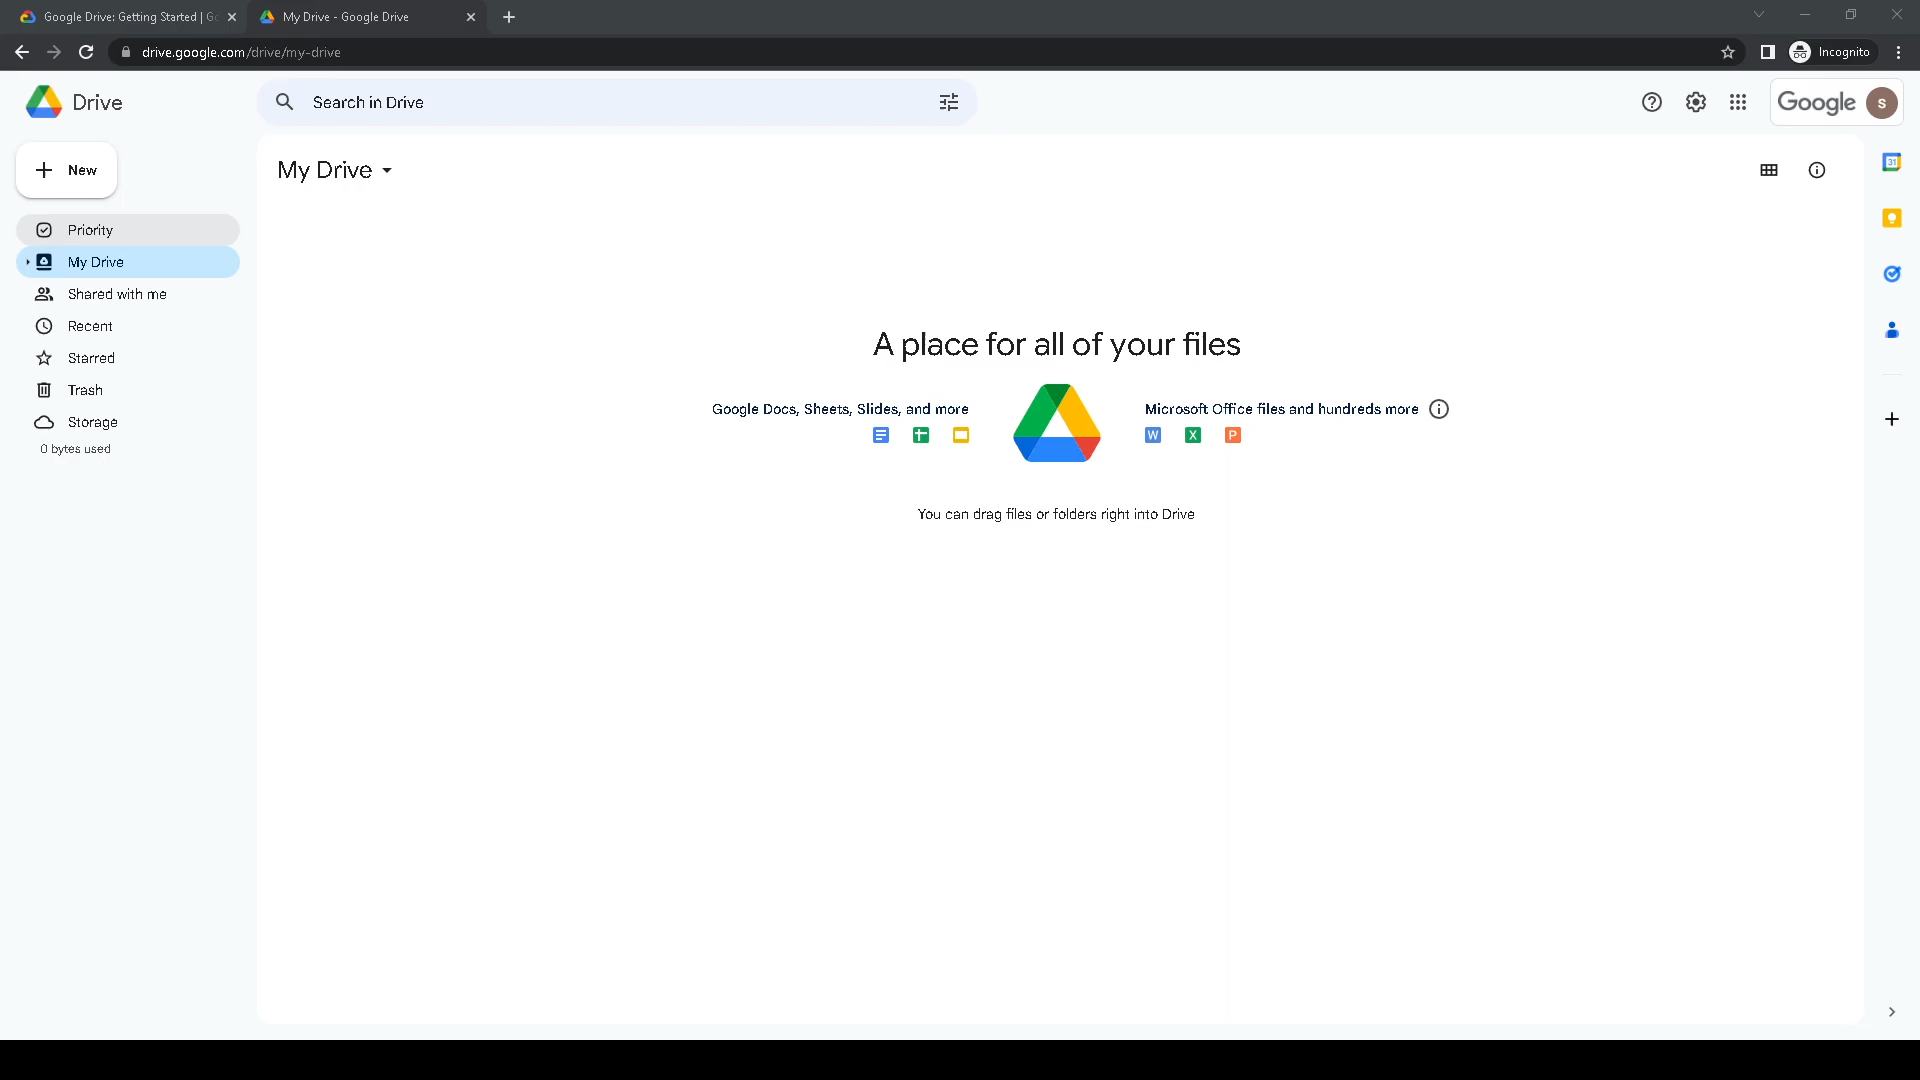 Google Drive: Getting Started | Go
My Drive - Google Drive
drive.google.com/drive/my-drive
Incognito
Drive
Search in Drive
Google
s
New
My Drive
31
Priority
My Drive
Shared with me
Recent
Starred
Trash
Storage
0 bytes used
A place for all of your files
Google Docs, Sheets, Slides, and more
Microsoft Office files and hundreds more
W X P
You can drag files or folders right into Drive